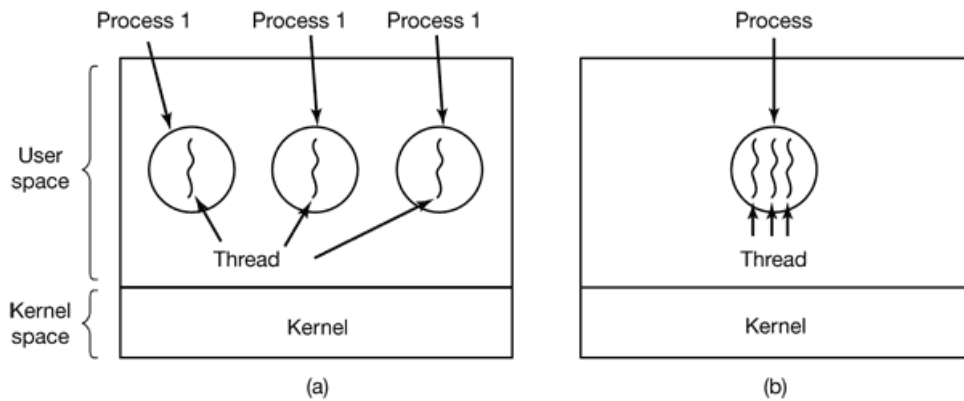 Process 1 Process 1 Process 1
Process
User
space
Thread
Thread
Kernel
space
Kernel
Kernel
(a)
(b)